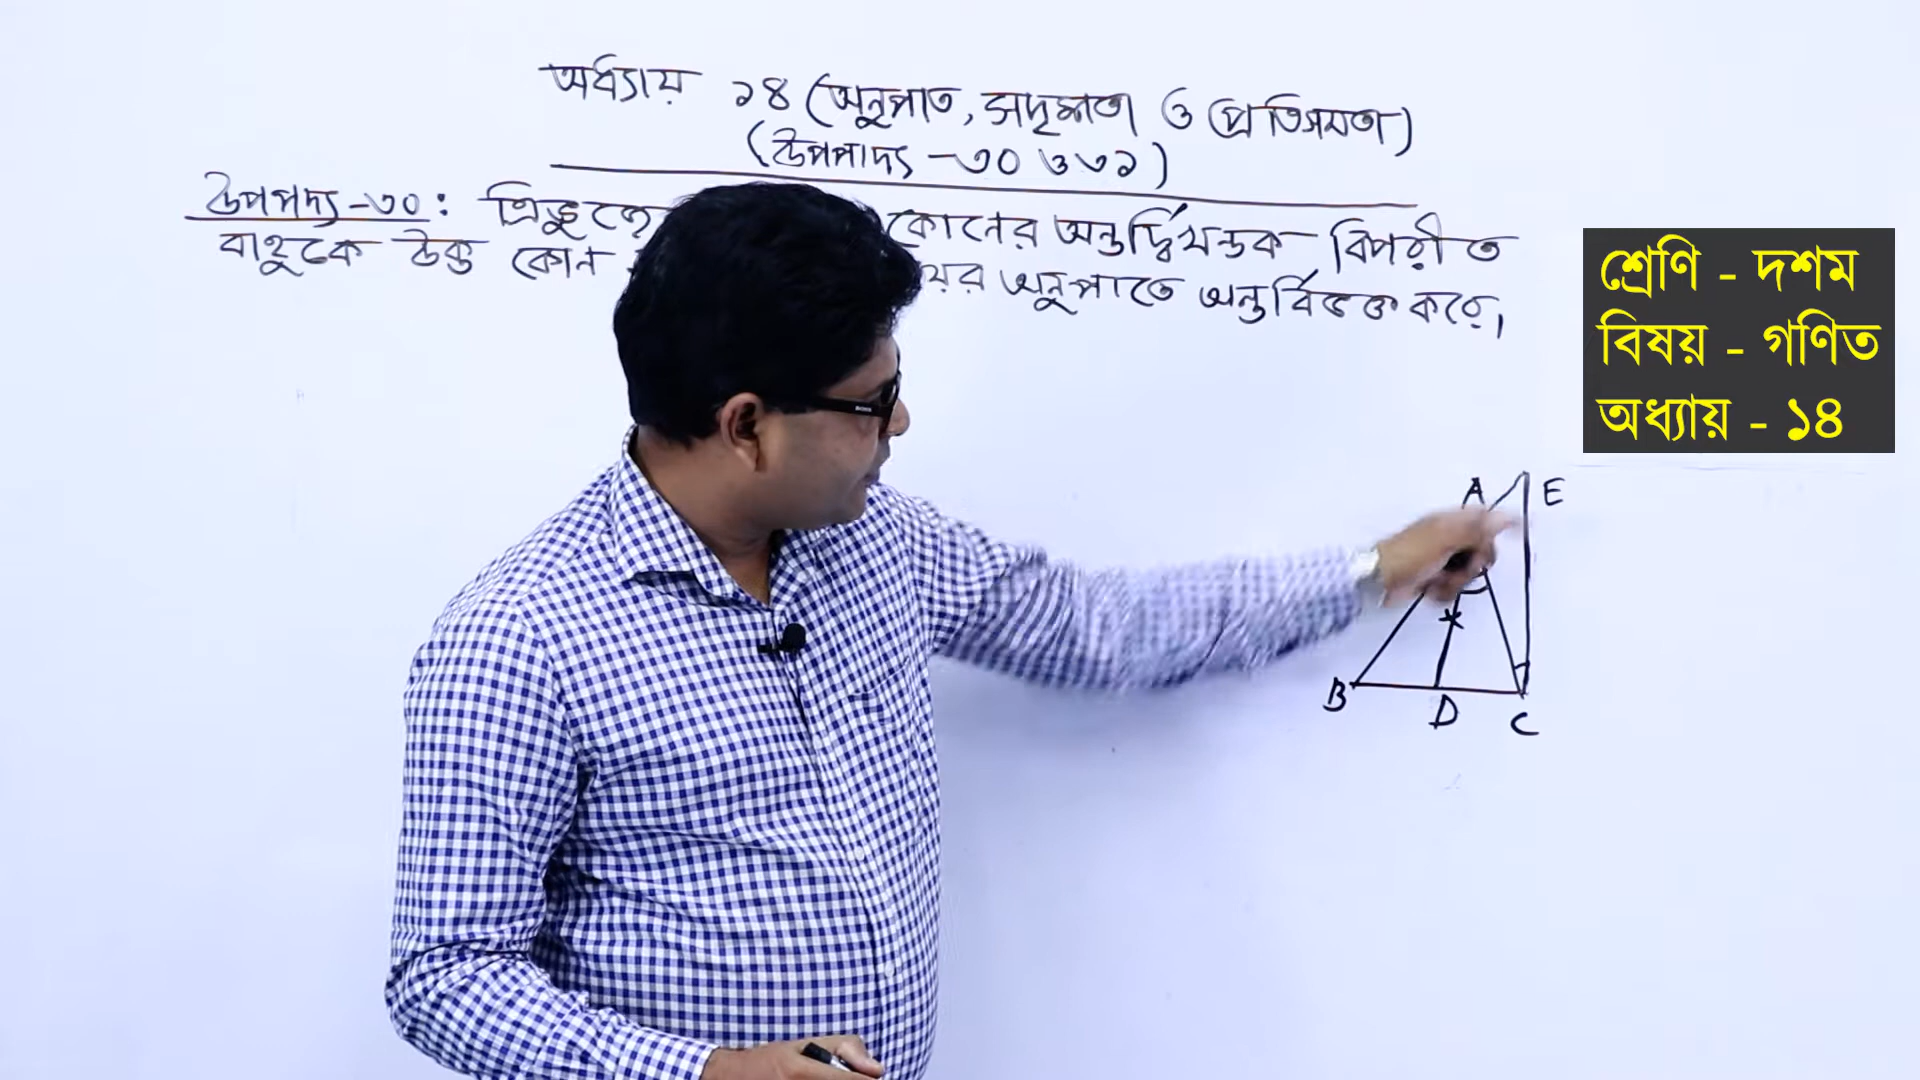 অধ্যায় ১৪ (অনুপাত, সদৃশতা ও প্রতিসমতা)
(উপপাদ্য -৩০ ও ৩১)
উপপদ্য -৩০: ত্রিভুজে কোনের অন্তর্দ্বিখন্ডক বিপরীত
বাহুকে উক্ত কোন অনুপাতে অন্তর্বিভক্ত করে।
শ্রেণি - দশম
বিষয় - গণিত
অধ্যায় - ১৪
A E
B D C